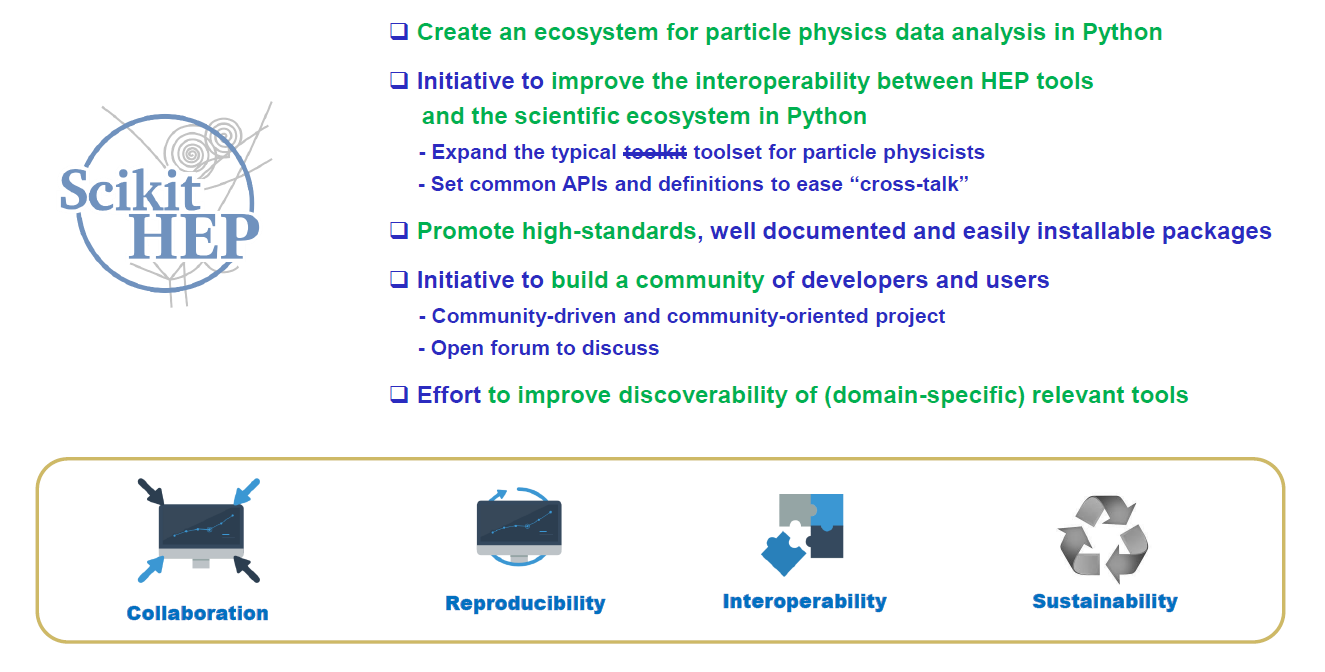 Scikit
HEP
❑ Create an ecosystem for particle physics data analysis in Python
❑ Initiative to improve the interoperability between HEP tools
and the scientific ecosystem in Python
- Expand the typical toolkit toolset for particle physicists
- Set common APIs and definitions to ease “cross-talk”
❑ Promote high-standards, well documented and easily installable packages
❑ Initiative to build a community of developers and users
- Community-driven and community-oriented project
- Open forum to discuss
❑ Effort to improve discoverability of (domain-specific) relevant tools
Collaboration
Reproducibility
Interoperability
Sustainability